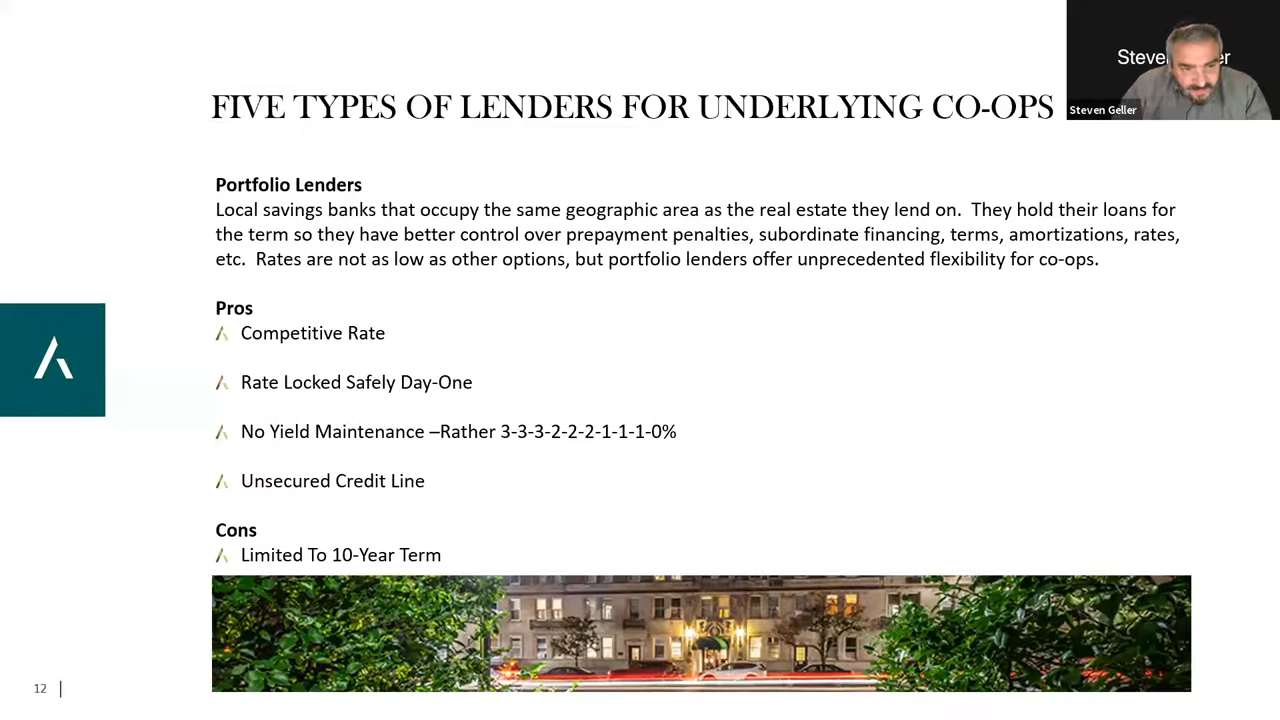 Steve er
Steven Geller
FIVE TYPES OF LENDERS FOR UNDERLYING CO-OPS
Portfolio Lenders
Local savings banks that occupy the same geographic area as the real estate they lend on.  They hold their loans for
the term so they have better control over prepayment penalties, subordinate financing, terms, amortizations, rates,
etc.  Rates are not as low as other options, but portfolio lenders offer unprecedented flexibility for co-ops.
Pros
Competitive Rate
Rate Locked Safely Day-One
No Yield Maintenance –Rather 3-3-3-2-2-2-1-1-1-0%
Unsecured Credit Line
Cons
Limited To 10-Year Term
12